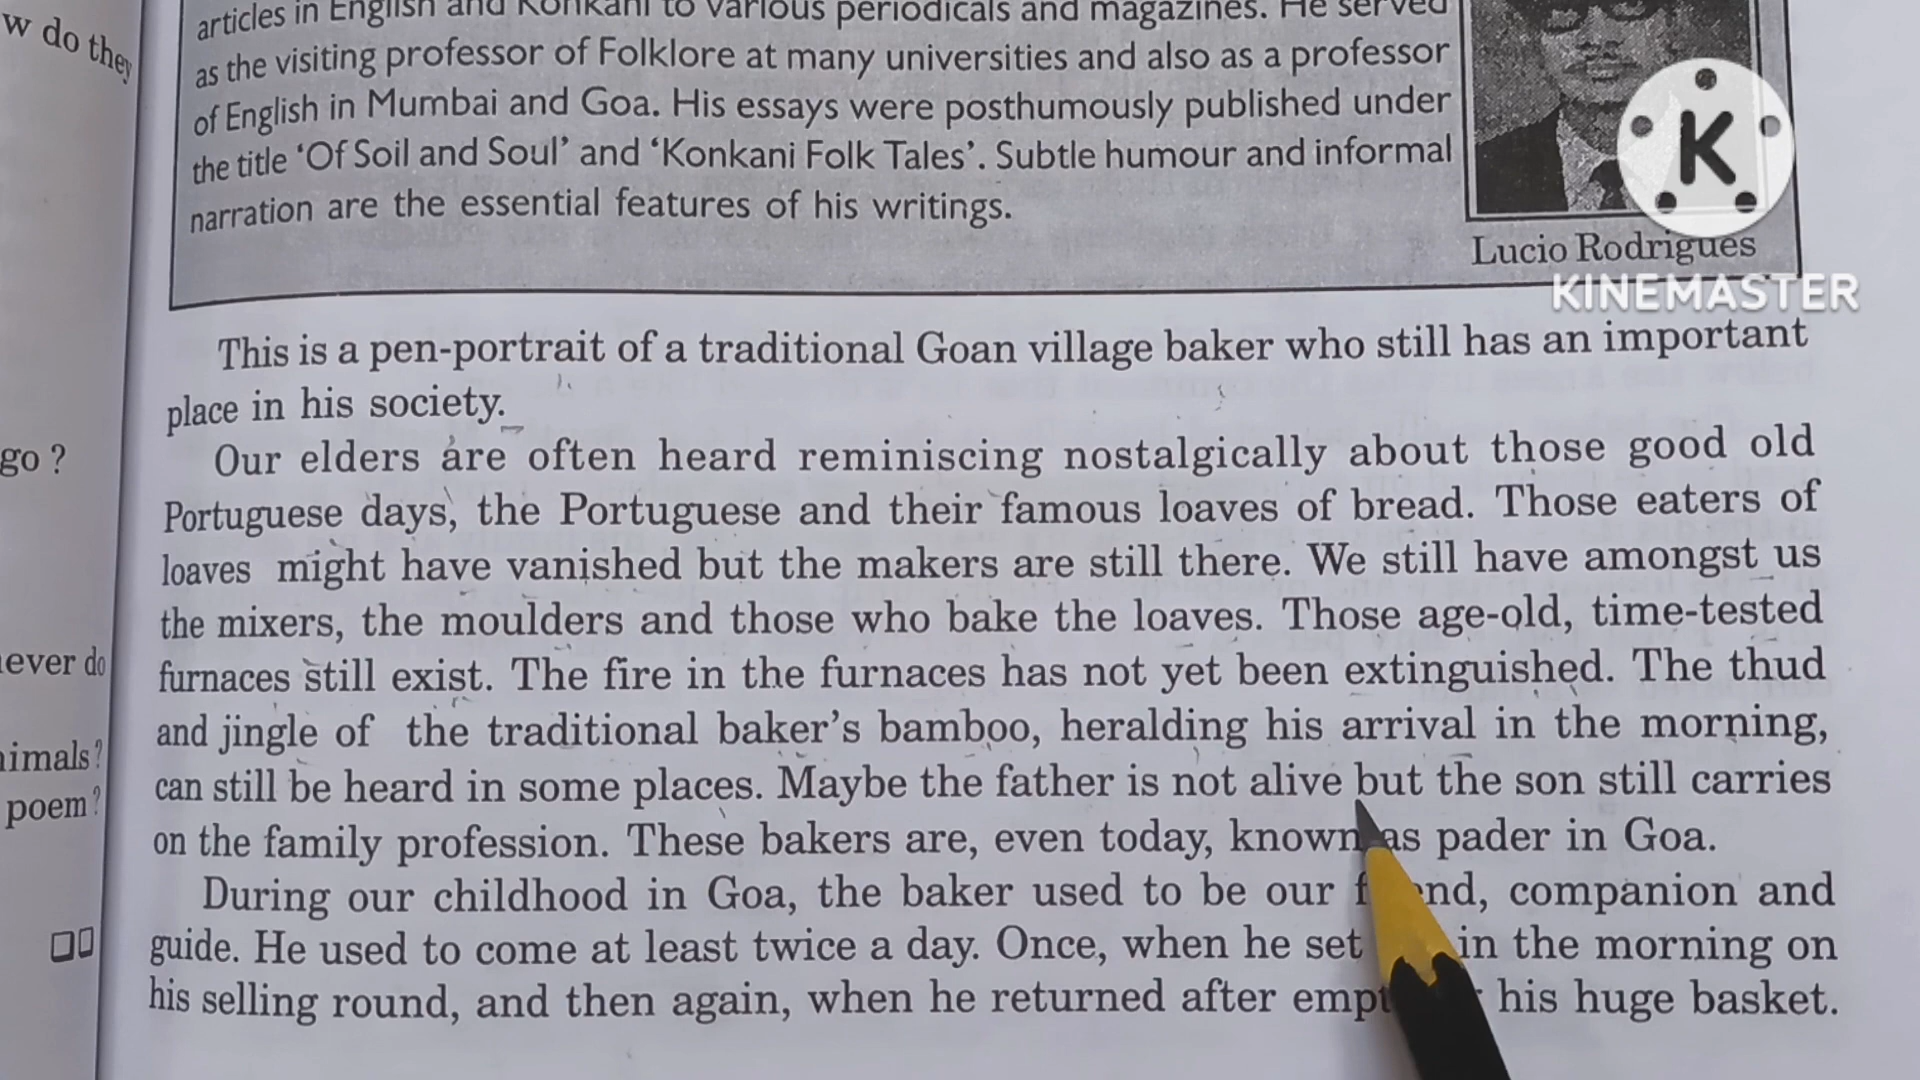 w do they
go ?
never do
nimals?
poem?
articles in English and Konkani to various periodicals and magazines. He served
as the visiting professor of Folklore at many universities and also as a professor
of English in Mumbai and Goa. His essays were posthumously published under
the title ‘Of Soil and Soul’ and ‘Konkani Folk Tales’. Subtle humour and informal
narration are the essential features of his writings.
K
Lucio Rodrigues
KINEMASTER
This is a pen-portrait of a traditional Goan village baker who still has an important
place in his society.
Our elders are often heard reminiscing nostalgically about those good old
Portuguese days, the Portuguese and their famous loaves of bread. Those eaters of
loaves might have vanished but the makers are still there. We still have amongst us
the mixers, the moulders and those who bake the loaves. Those age-old, time-tested
furnaces still exist. The fire in the furnaces has not yet been extinguished. The thud
and jingle of the traditional baker’s bamboo, heralding his arrival in the morning,
can still be heard in some places. Maybe the father is not alive but the son still carries
on the family profession. These bakers are, even today, known as pader in Goa.
During our childhood in Goa, the baker used to be our companion and
guide. He used to come at least twice a day. Once, when he set in the morning on
his selling round, and then again, when he returned after his huge basket.